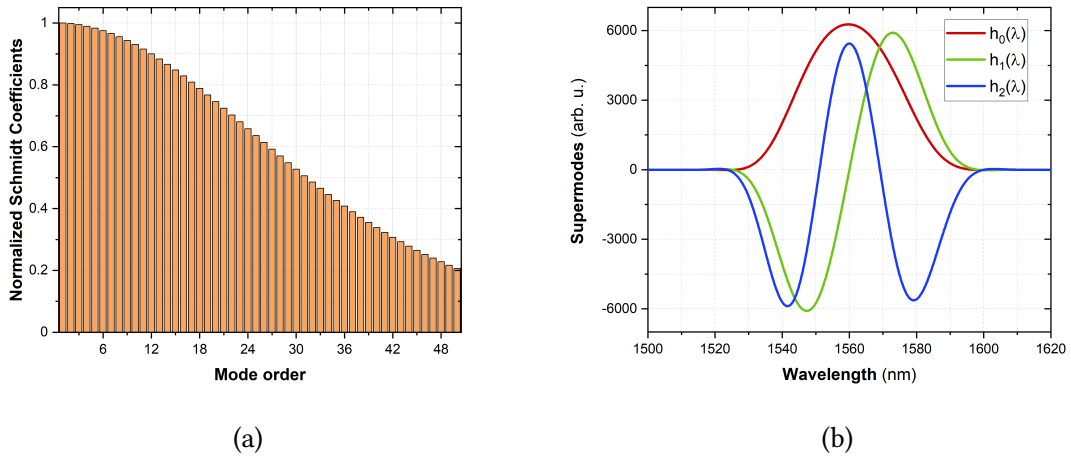 Normalized Schmidt Coefficients
1
0.8
0.6
0.4
0.2
0
6 12 18 24 30 36 42 48
Mode order
(a)
Supermodes (arb. u.)
6000
3000
0
-3000
-6000
h0(λ)
h1(λ)
h2(λ)
1500 1520 1540 1560 1580 1600 1620
Wavelength (nm)
(b)